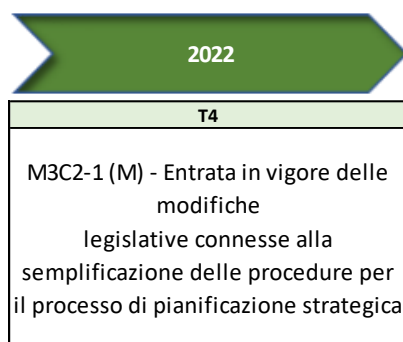 2022
T4
M3C2-1 (M) - Entrata in vigore delle
modifiche
legislative connesse alla
semplificazione delle procedure per
il processo di pianificazione strategica